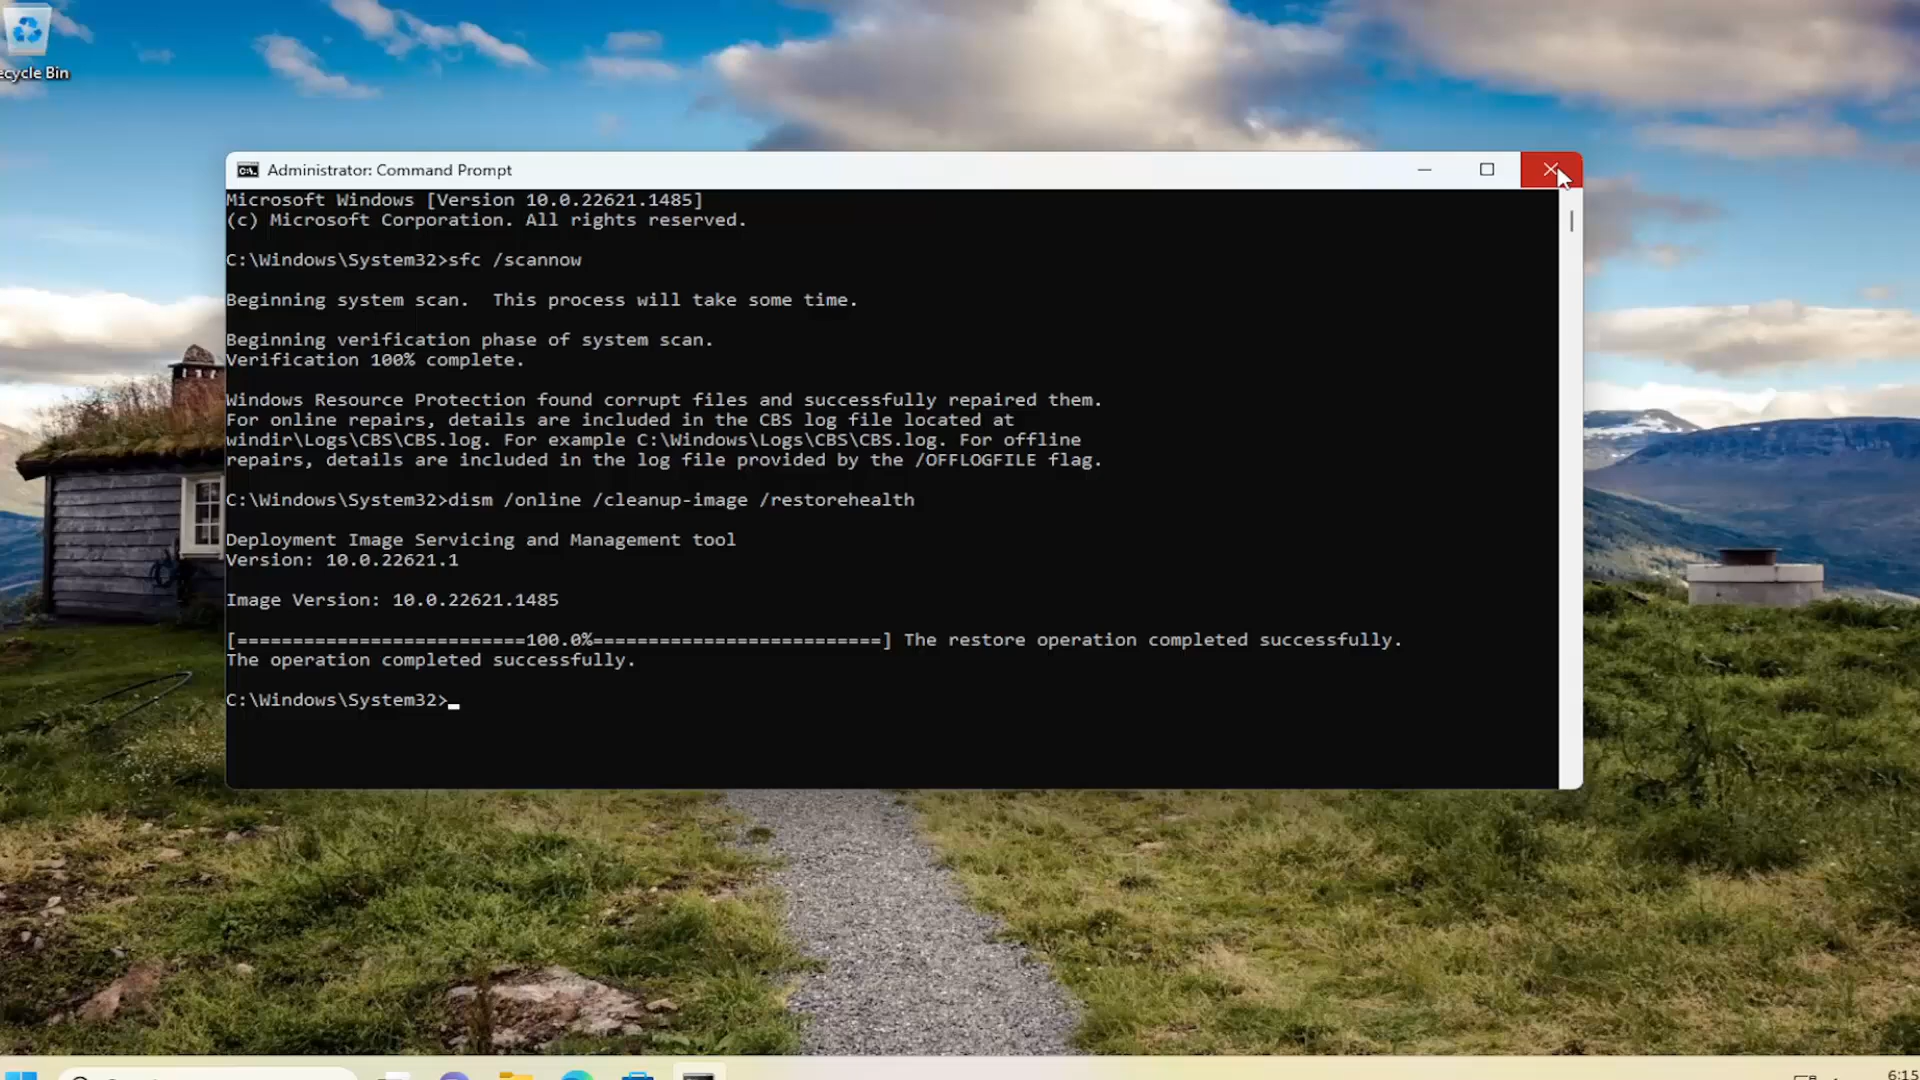 ecycle Bin
Administrator: Command Prompt
Microsoft Windows [Version 10.0.22621.1485]
(c) Microsoft Corporation. All rights reserved.
C:\Windows\System32>sfc /scannow
Beginning system scan.  This process will take some time.
Beginning verification phase of system scan.
Verification 100% complete.
Windows Resource Protection found corrupt files and successfully repaired them.
For online repairs, details are included in the CBS log file located at
windir\Logs\CBS\CBS.log. For example C:\Windows\Logs\CBS\CBS.log. For offline
repairs, details are included in the log file provided by the /OFFLOGFILE flag.
C:\Windows\System32>dism /online /cleanup-image /restorehealth
Deployment Image Servicing and Management tool
Version: 10.0.22621.1
Image Version: 10.0.22621.1485
[==========================100.0%==========================] The restore operation completed successfully.
The operation completed successfully.
C:\Windows\System32>
6:15